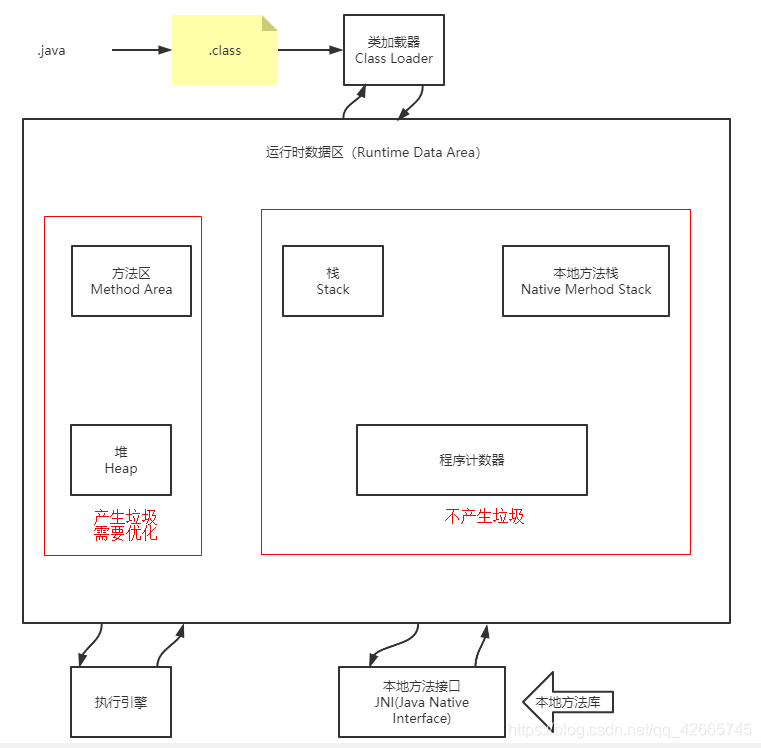 .java
.class
类加载器
Class Loader
运行时数据区（Runtime Data Area）
方法区
Method Area
栈
Stack
本地方法栈
Native Merhod Stack
堆
Heap
程序计数器
产生垃圾
需要优化
不产生垃圾
执行引擎
本地方法接口
JNI(Java Native
Interface)
本地方法库
https://blog.csdn.net/qq_42665745